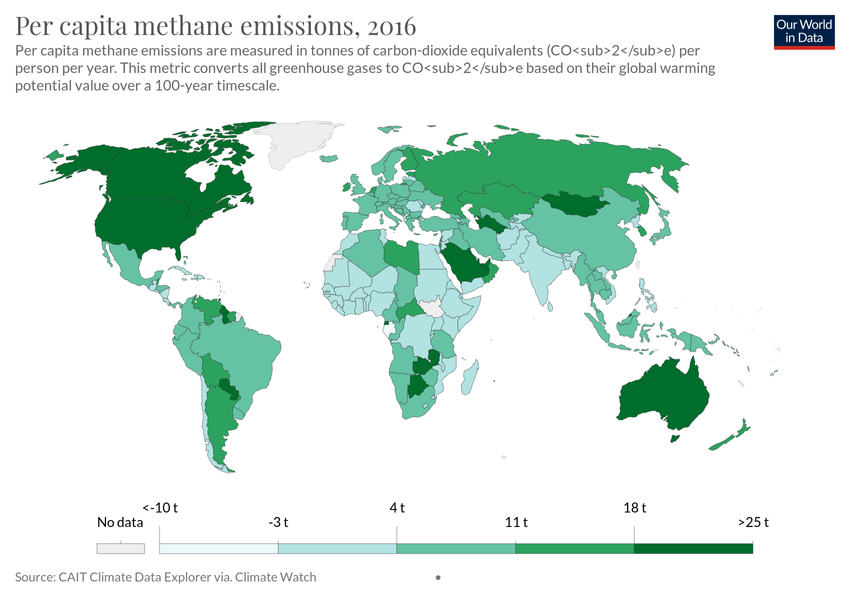 Per capita methane emissions, 2016
Our World
in Data
Per capita methane emissions are measured in tonnes of carbon-dioxide equivalents (CO<sub>2</sub>e) per
person per year. This metric converts all greenhouse gases to CO<sub>2</sub>e based on their global warming
potential value over a 100-year timescale.
<-10 t 4 t 18 t
No data -3 t 11 t >25 t
Source: CAIT Climate Data Explorer via. Climate Watch •